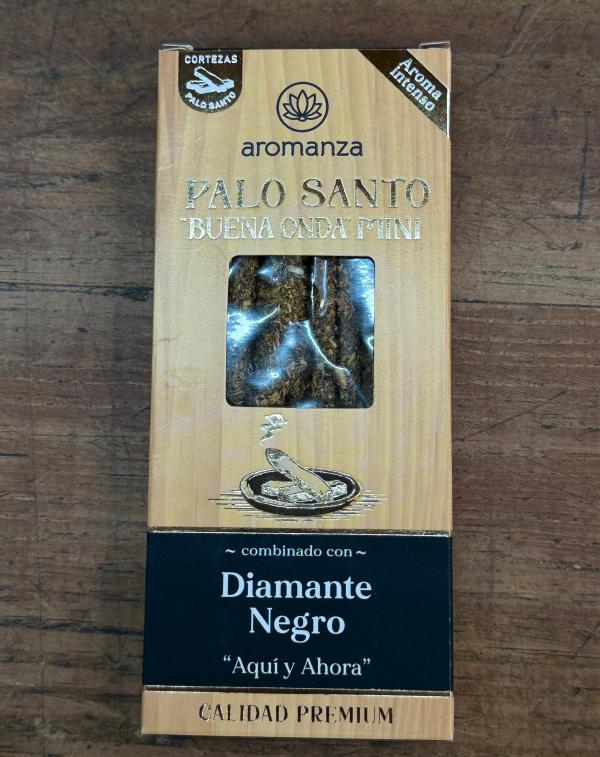 CORTEZAS
PALO SANTO
Aroma
intenso
aromanza
PALO SANTO
"BUENA ONDA" MINI
~ combinado con ~
Diamante
Negro
“Aquí y Ahora”
CALIDAD PREMIUM